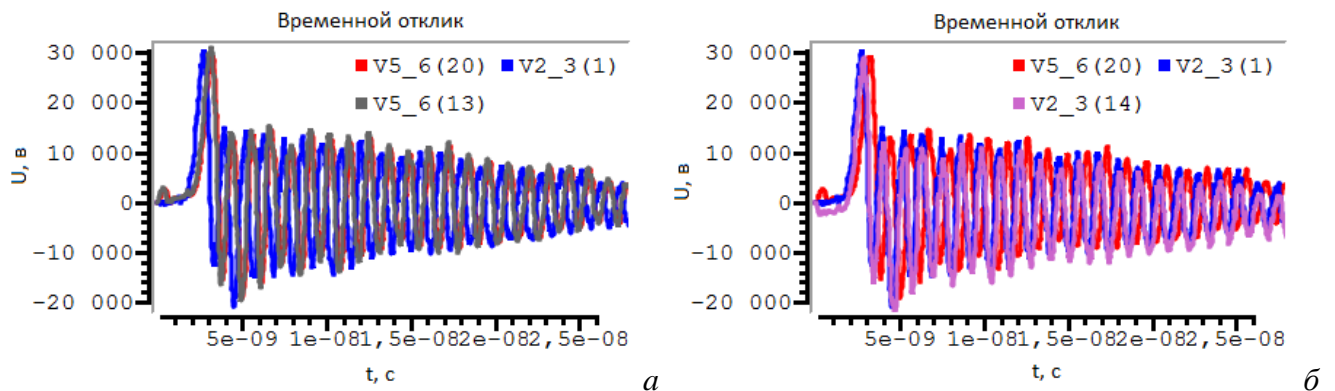 Временной отклик
V5_6(20) V2_3(1)
V5_6(13)
U, в
30 000
20 000
10 000
0
-10 000
-20 000
5e-09 1e-081,5e-082e-082,5e-08
t, с
а
Временной отклик
V5_6(20) V2_3(1)
V2_3(14)
U, в
30 000
20 000
10 000
0
-10 000
-20 000
5e-09 1e-081,5e-082e-082,5e-08
t, с
б